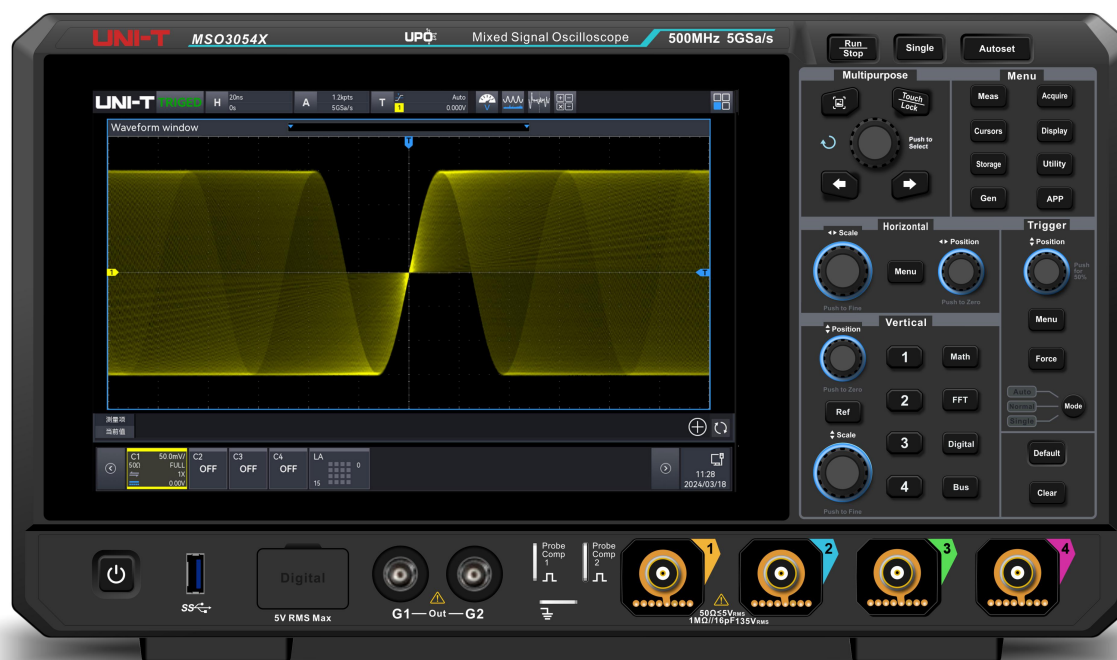 UNI-T MSO3054X UPO Mixed Signal Oscilloscope 500MHz 5GSa/s
Run
Stop
Single
Autoset
Multipurpose
Menu
Touch
Lock
Push to
Select
Meas
Acquire
Cursors
Display
Storage
Utility
Gen
APP
UNI-T TRIGED H 20ns 0s A 1.2kpts 5GSa/s T 1 Auto 0.000V
V
Waveform window
T
1
T
测量项
当前值
C1 50.0mV/
50Ω FULL
1X
0.00V
C2
OFF
C3
OFF
C4
OFF
LA
0
15
11:28
2024/03/18
Horizontal
Scale
Position
Menu
Push to Fine
Push to Zero
Trigger
Position
Push
for
50%
Menu
Force
Auto
Normal
Single
Mode
Default
Clear
Vertical
Position
Push to Zero
Ref
Scale
Push to Fine
1
Math
2
FFT
3
Digital
4
Bus
Digital
5V RMS Max
G1 Out G2
Probe
Comp
1
Probe
Comp
2
1
2
3
4
50Ω≤5VRMS
1MΩ//16pF135VRMS